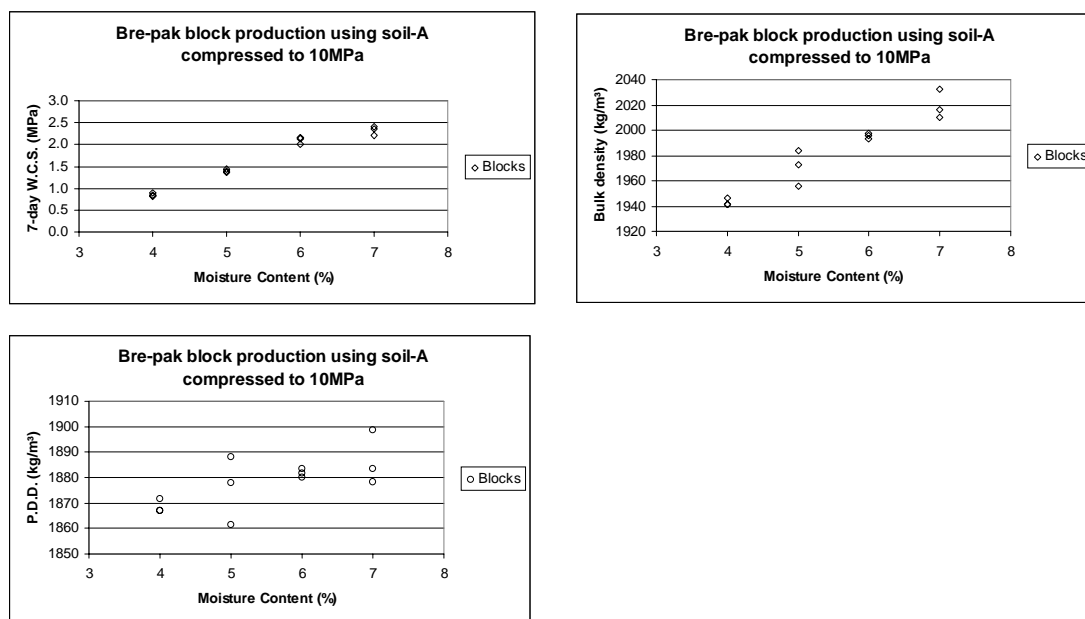 Bre-pak block production using soil-A
compressed to 10MPa
7-day W.C.S. (MPa)
3.0
2.5
2.0
1.5
1.0
0.5
0.0
3 4 5 6 7 8
Moisture Content (%)
Blocks
Bre-pak block production using soil-A
compressed to 10MPa
Bulk density (kg/m³)
2040
2020
2000
1980
1960
1940
1920
3 4 5 6 7 8
Moisture Content (%)
Blocks
Bre-pak block production using soil-A
compressed to 10MPa
P.D.D. (kg/m³)
1910
1900
1890
1880
1870
1860
1850
3 4 5 6 7 8
Moisture Content (%)
Blocks